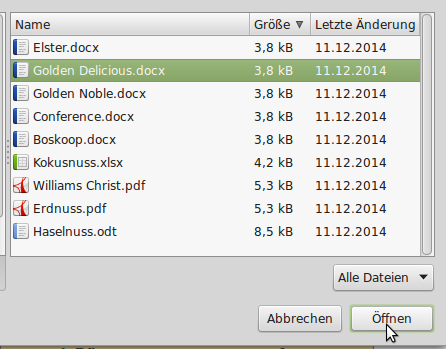 Name Größe Letzte Änderung
Elster.docx 3,8 kB 11.12.2014
Golden Delicious.docx 3,8 kB 11.12.2014
Golden Noble.docx 3,8 kB 11.12.2014
Conference.docx 3,8 kB 11.12.2014
Boskoop.docx 3,8 kB 11.12.2014
Kokusnuss.xlsx 4,2 kB 11.12.2014
Williams Christ.pdf 5,3 kB 11.12.2014
Erdnuss.pdf 5,3 kB 11.12.2014
Haselnuss.odt 8,5 kB 11.12.2014
Alle Dateien
Abbrechen Öffnen